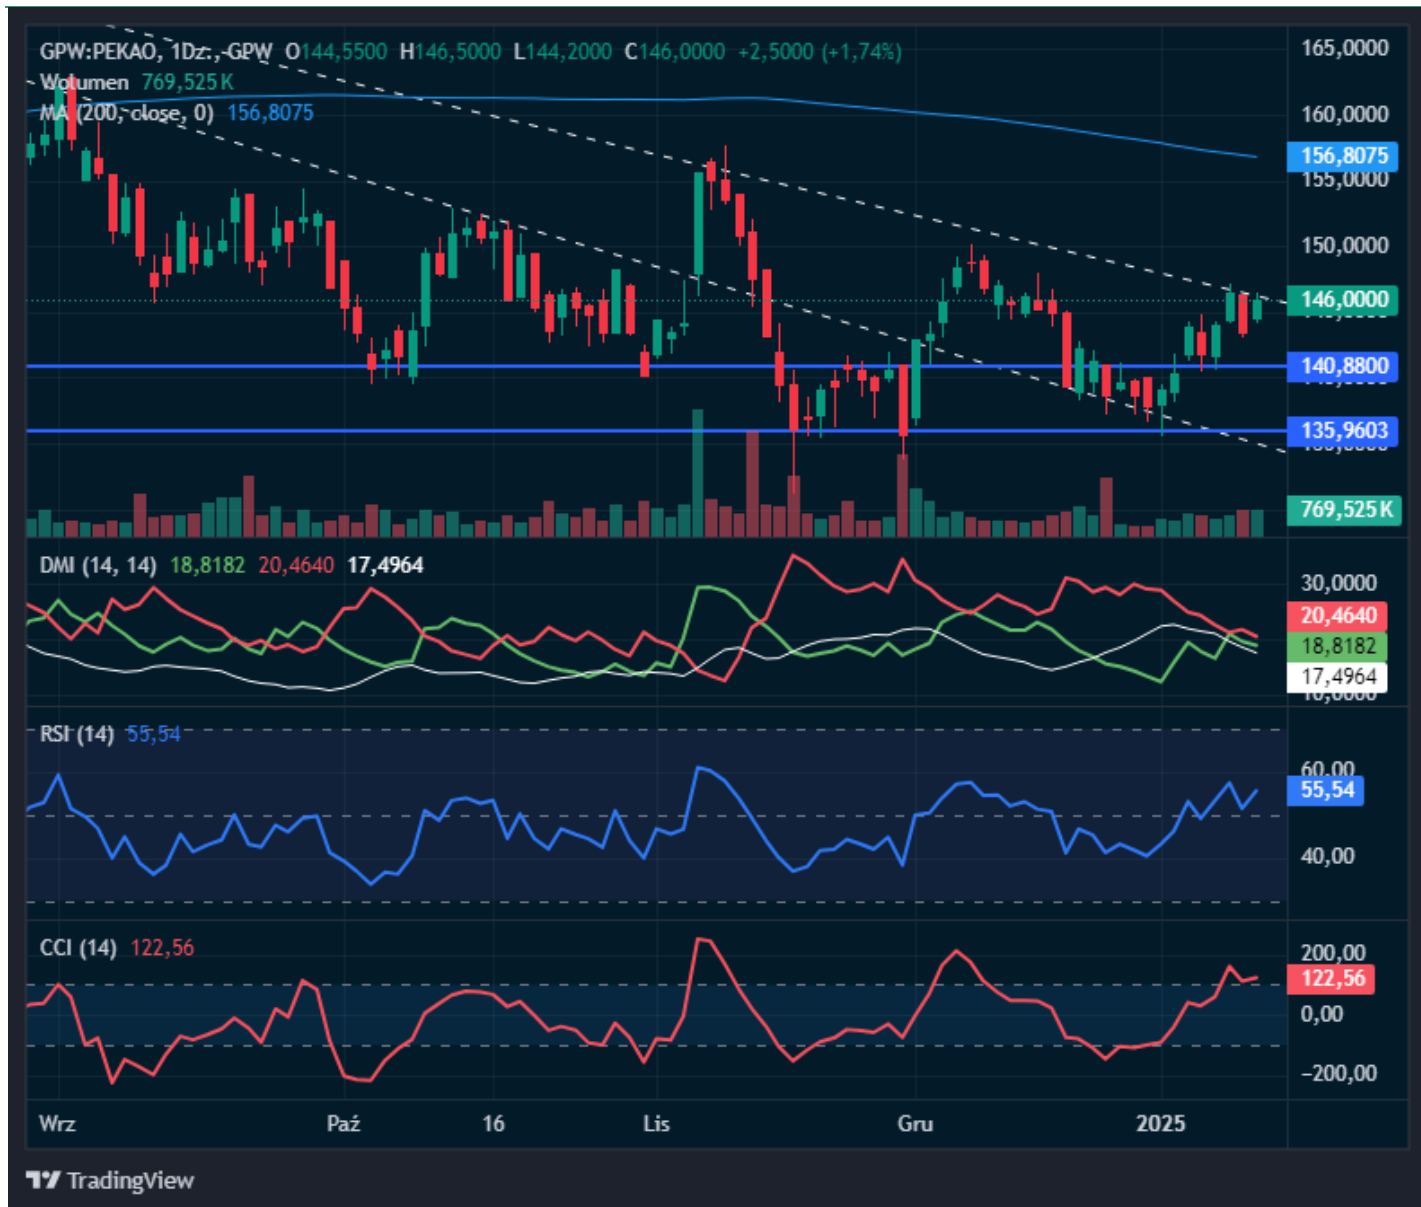 GPW:PEKAO, 1Dz:, GPW O144,5500 H146,5000 L144,2000 C146,0000 +2,5000 (+1,74%)
Wolumen 769,525K
MA (200, close, 0) 156,8075
165,0000
160,0000
156,8075
155,0000
150,0000
146,0000
140,8800
135,9603
769,525K
DMI (14, 14) 18,8182 20,4640 17,4964
30,0000
20,4640
18,8182
17,4964
10,0000
RSI (14) 55,54
60,00
55,54
40,00
CCI (14) 122,56
200,00
122,56
0,00
−200,00
Wrz Paź 16 Lis Gru 2025
TradingView